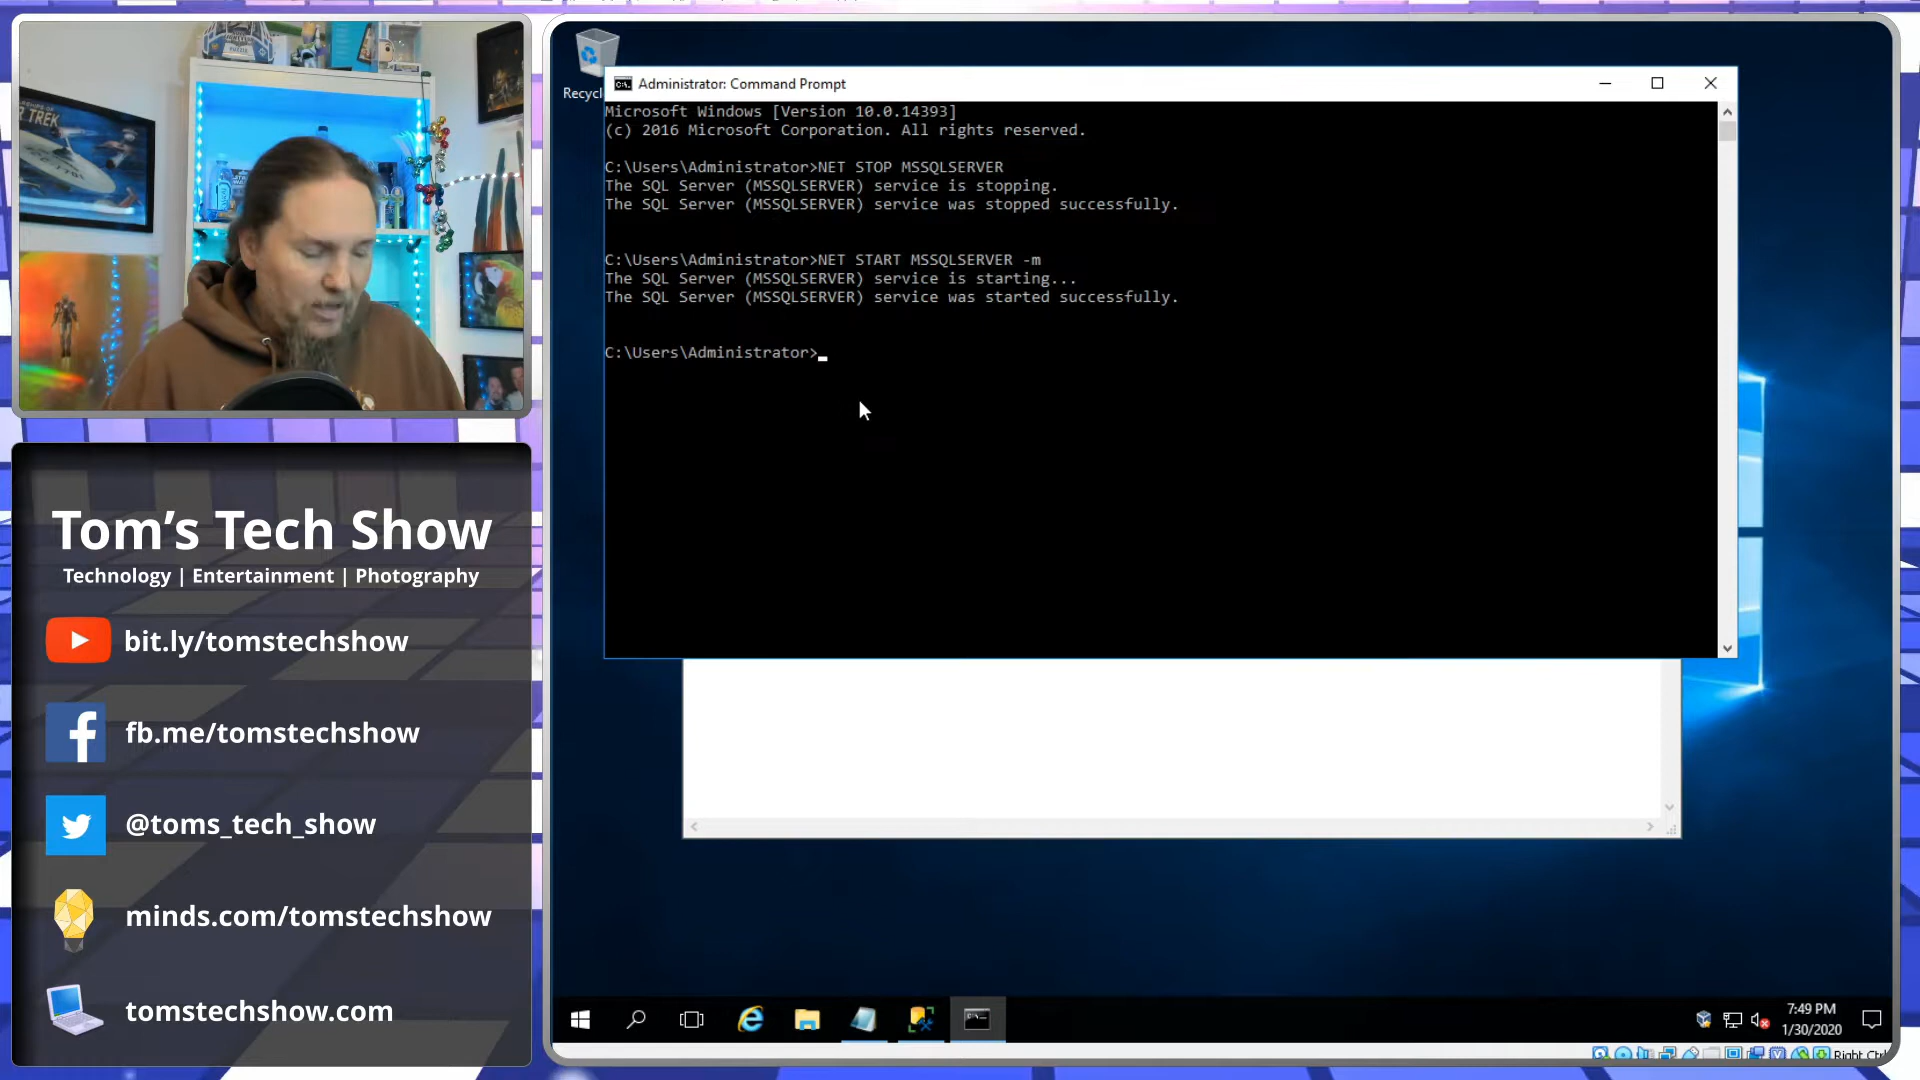 TREK
Tom's Tech Show
Technology | Entertainment | Photography
bit.ly/tomstechshow
fb.me/tomstechshow
@toms_tech_show
minds.com/tomstechshow
tomstechshow.com
Recycl
Administrator: Command Prompt
Microsoft Windows [Version 10.0.14393]
(c) 2016 Microsoft Corporation. All rights reserved.
C:\Users\Administrator>NET STOP MSSQLSERVER
The SQL Server (MSSQLSERVER) service is stopping.
The SQL Server (MSSQLSERVER) service was stopped successfully.
C:\Users\Administrator>NET START MSSQLSERVER -m
The SQL Server (MSSQLSERVER) service is starting...
The SQL Server (MSSQLSERVER) service was started successfully.
C:\Users\Administrator>
7:49 PM
1/30/2020
Right Ctrl